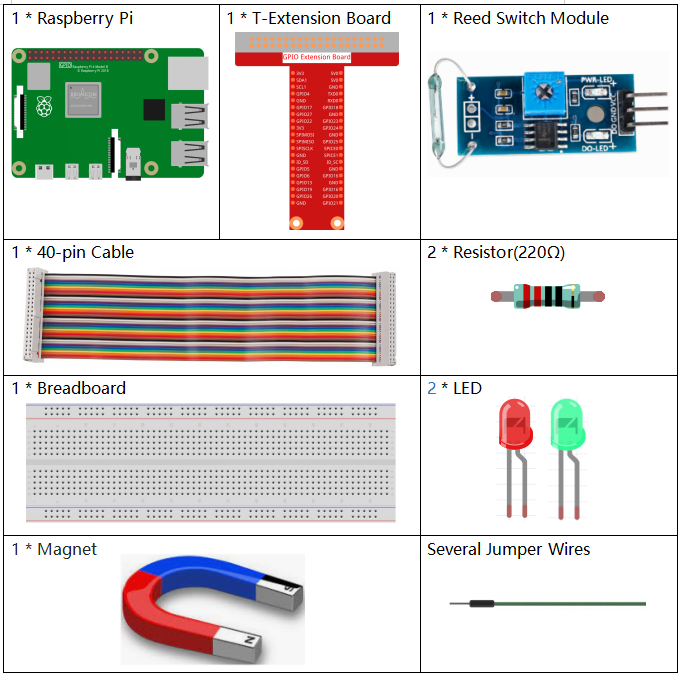 1 * Raspberry Pi
1 * T-Extension Board
1 * Reed Switch Module
GPIO Extension Board
3V3 5V0
SDA1 5V0
SCL1 GND
GPIO4 TXD0
GND RXD0
GPIO17 GPIO18
GPIO27 GND
GPIO22 GPIO23
3V3 GPIO24
SPIMOSI GND
SPIMISO GPIO25
SPISCLK SPICE0
GND SPICE1
ID_SD ID_SC
GPIO5 GND
GPIO6 GPIO12
GPIO13 GND
GPIO19 GPIO16
GPIO26 GPIO20
GND GPIO21
PWR-LED
DO GND VCC
DO-LED
1 * 40-pin Cable
2 * Resistor(220Ω)
1 * Breadboard
2 * LED
1 * Magnet
S
N
Several Jumper Wires